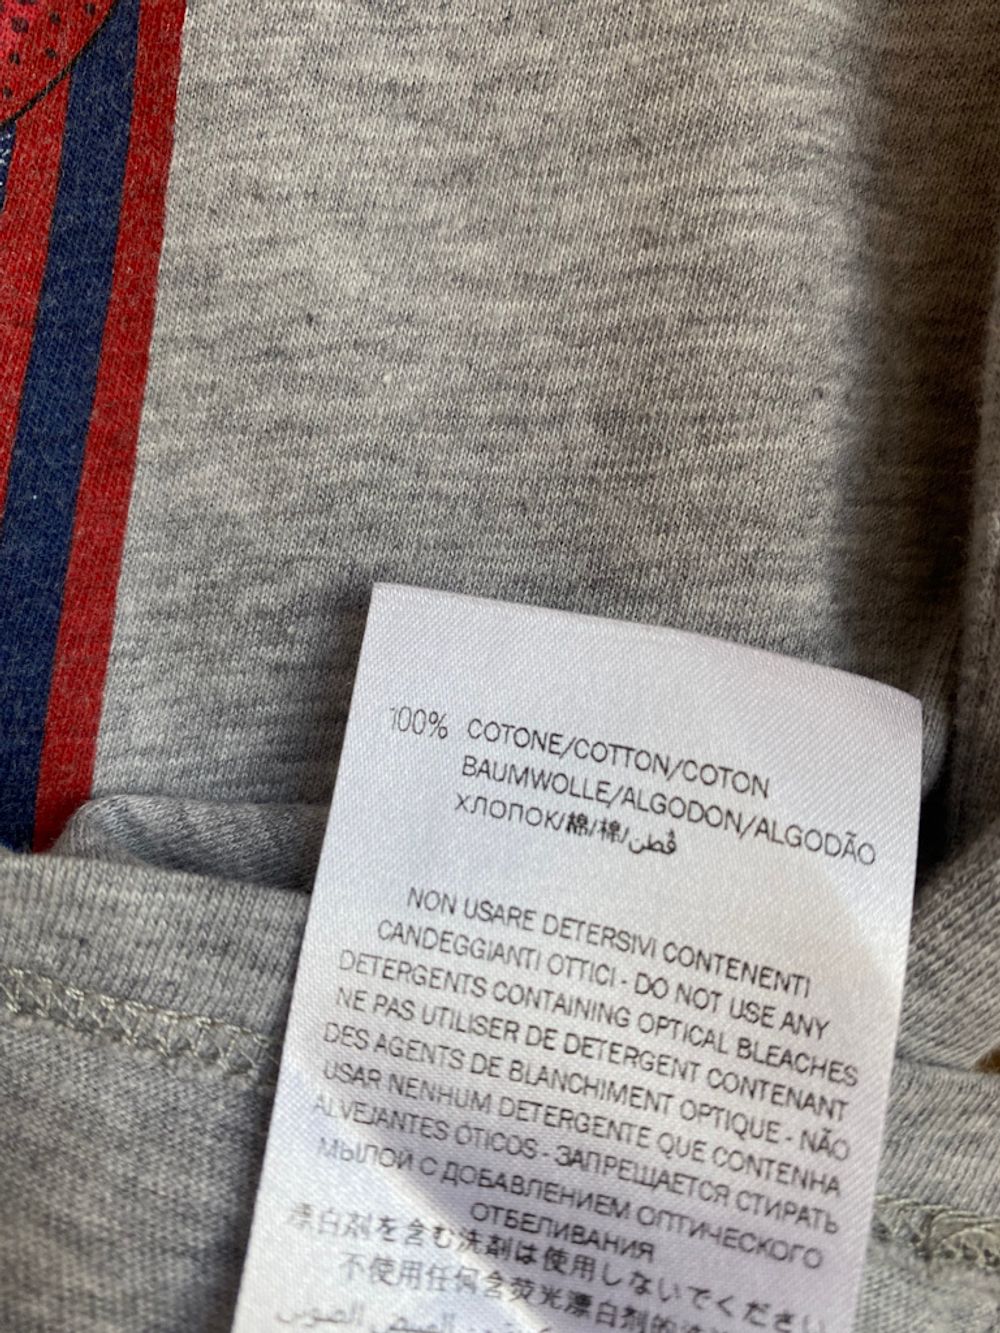 100% COTONE/COTTON/COTON
BAUMWOLLE/ALGODON/ALGODÃO
ХЛОПОК/綿/棉/قطن
NON USARE DETERSIVI CONTENENTI
CANDEGGIANTI OTTICI - DO NOT USE ANY
DETERGENTS CONTAINING OPTICAL BLEACHES
NE PAS UTILISER DE DETERGENT CONTENANT
DES AGENTS DE BLANCHIMENT OPTIQUE - NÃO
USAR NENHUM DETERGENTE QUE CONTENHA
ALVEJANTES ÓTICOS - ЗАПРЕЩАЕТСЯ СТИРАТЬ
МЫЛОМ С ДОБАВЛЕНИЕМ ОПТИЧЕСКОГО
ОТБЕЛИВАНИЯ
漂白剤を含む洗剤は使用しないでください
不使用任何含荧光漂白剂的
المبيض الضوئي